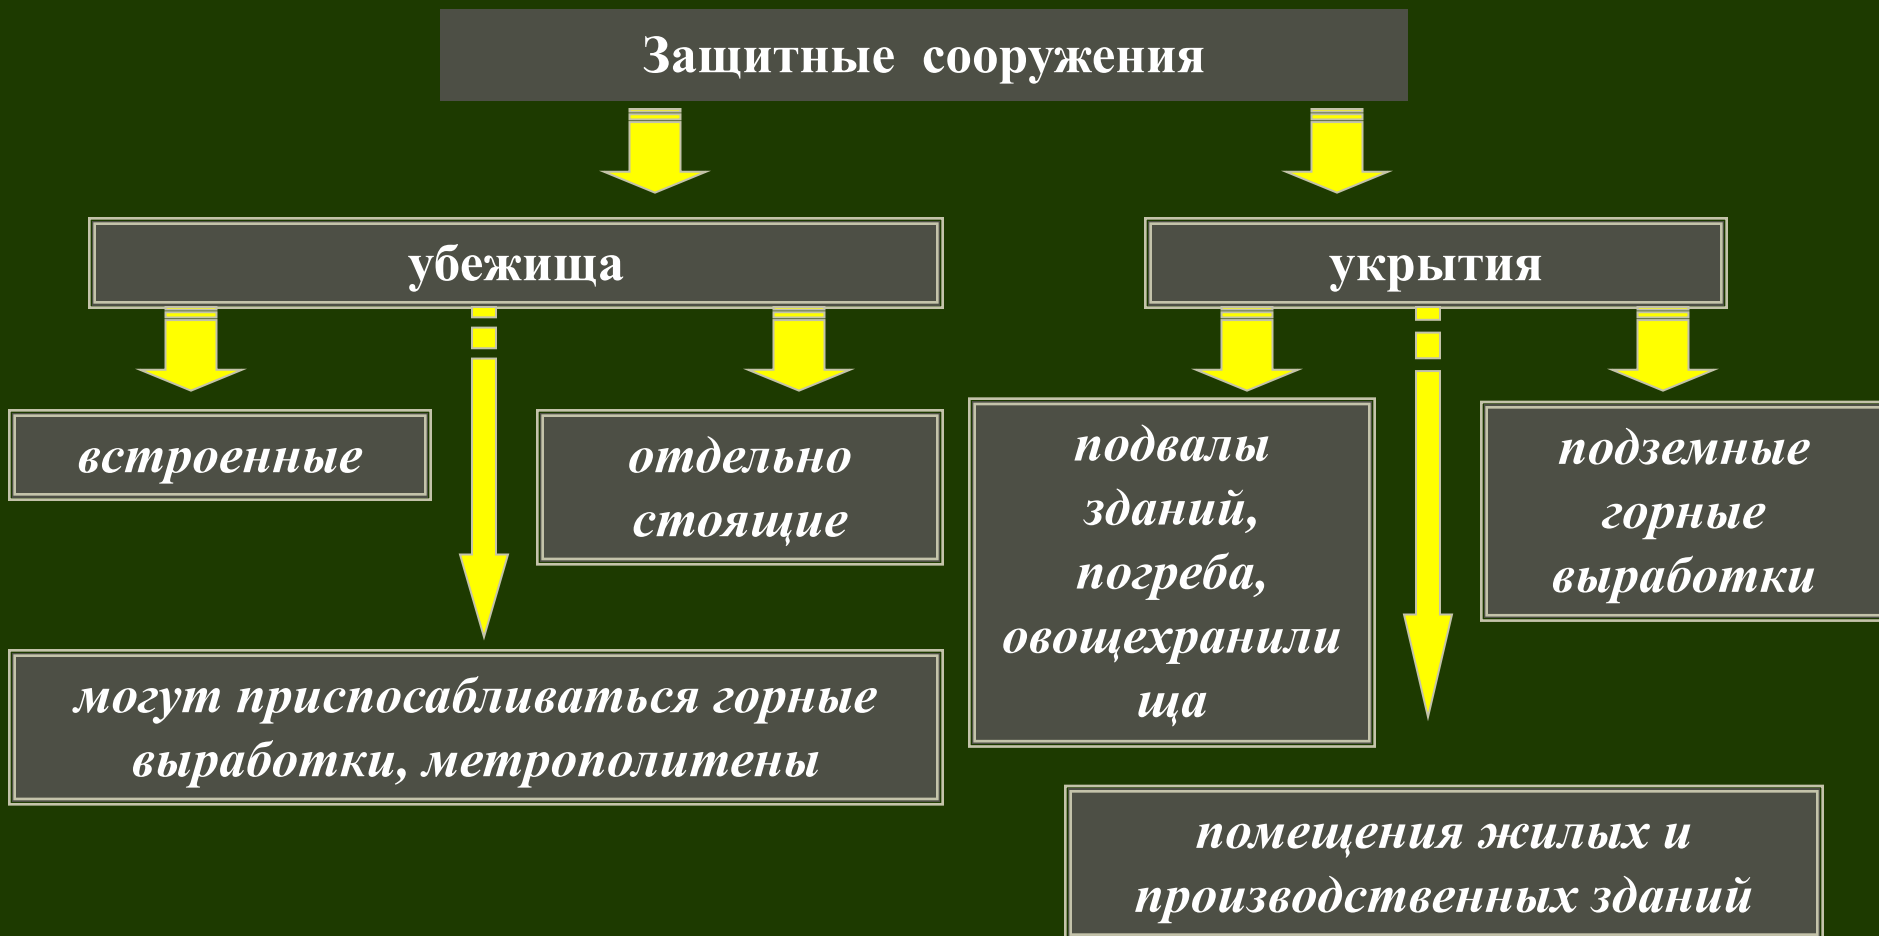 Защитные сооружения
убежища
укрытия
встроенные
отдельно
стоящие
могут приспосабливаться горные
выработки, метрополитены
подвалы
зданий,
погреба,
овощехранили
ща
подземные
горные
выработки
помещения жилых и
производственных зданий